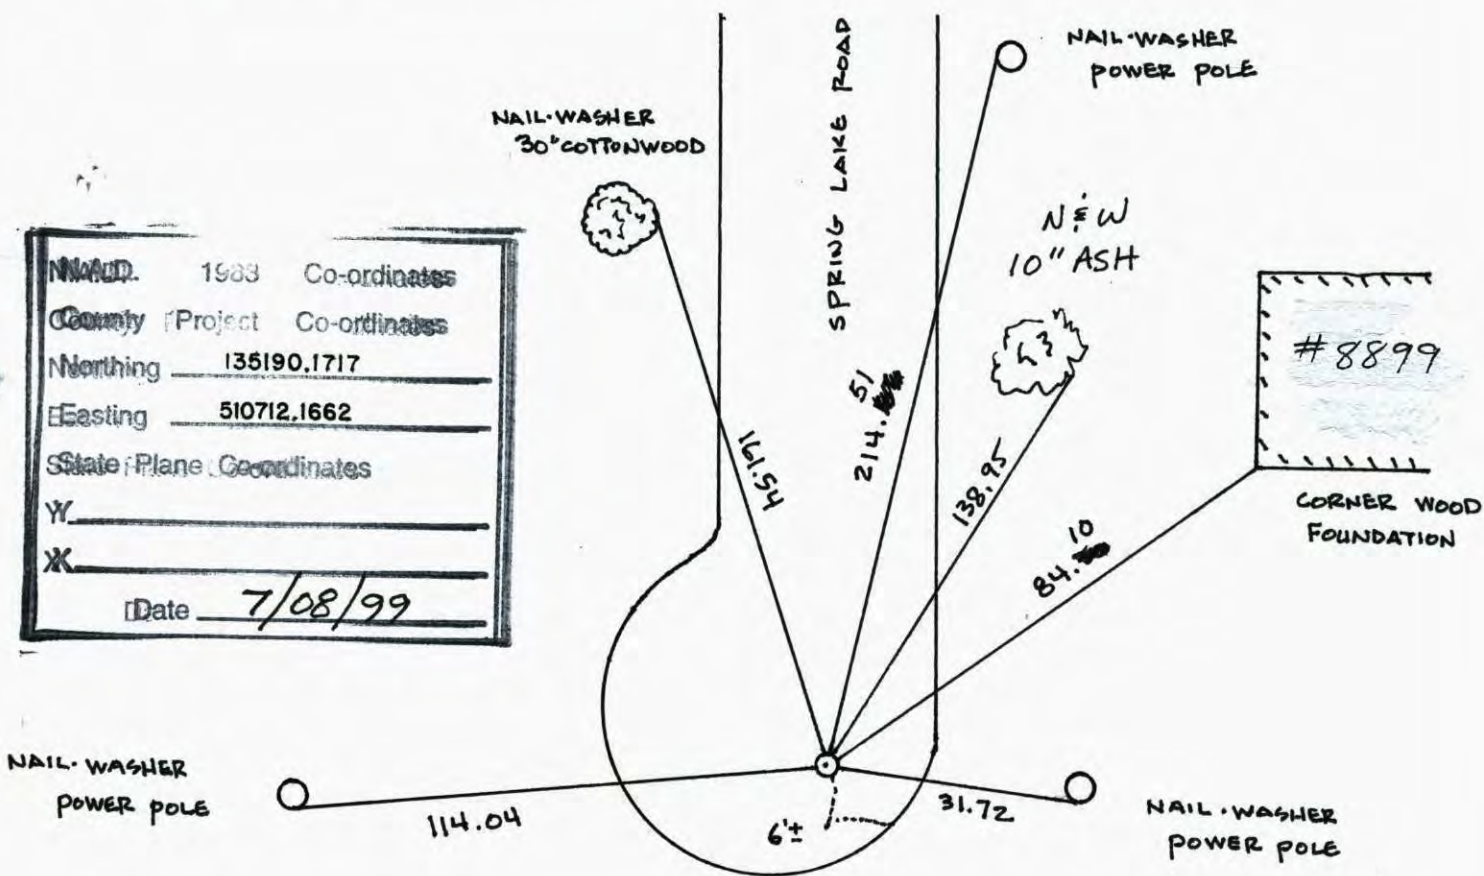 NAIL·WASHER
POWER POLE
SPRING LAKE ROAD
NAIL·WASHER
30"COTTONWOOD
N & W
10" ASH
N.A.D. 1983 Co-ordinates
County Project Co-ordinates
Northing 135190.1717
Easting 510712.1662
State Plane Co-ordinates
Y
X
Date 7/08/99
#8899
CORNER WOOD
FOUNDATION
161.54
51
214.
138.95
10
84.
NAIL·WASHER
POWER POLE
114.04
6'±
31.72
NAIL·WASHER
POWER POLE